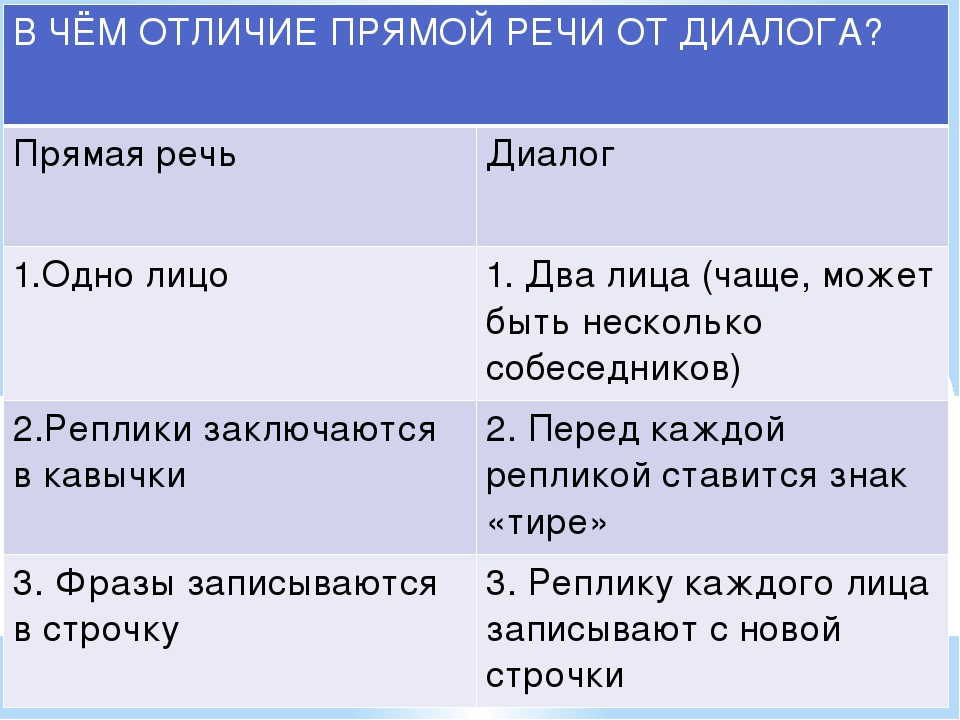 В ЧЁМ ОТЛИЧИЕ ПРЯМОЙ РЕЧИ ОТ ДИАЛОГА?
Прямая речь
Диалог
1.Одно лицо
1. Два лица (чаще, может
быть несколько
собеседников)
2.Реплики заключаются
в кавычки
2. Перед каждой
репликой ставится знак
«тире»
3. Фразы записываются
в строчку
3. Реплику каждого лица
записывают с новой
строчки